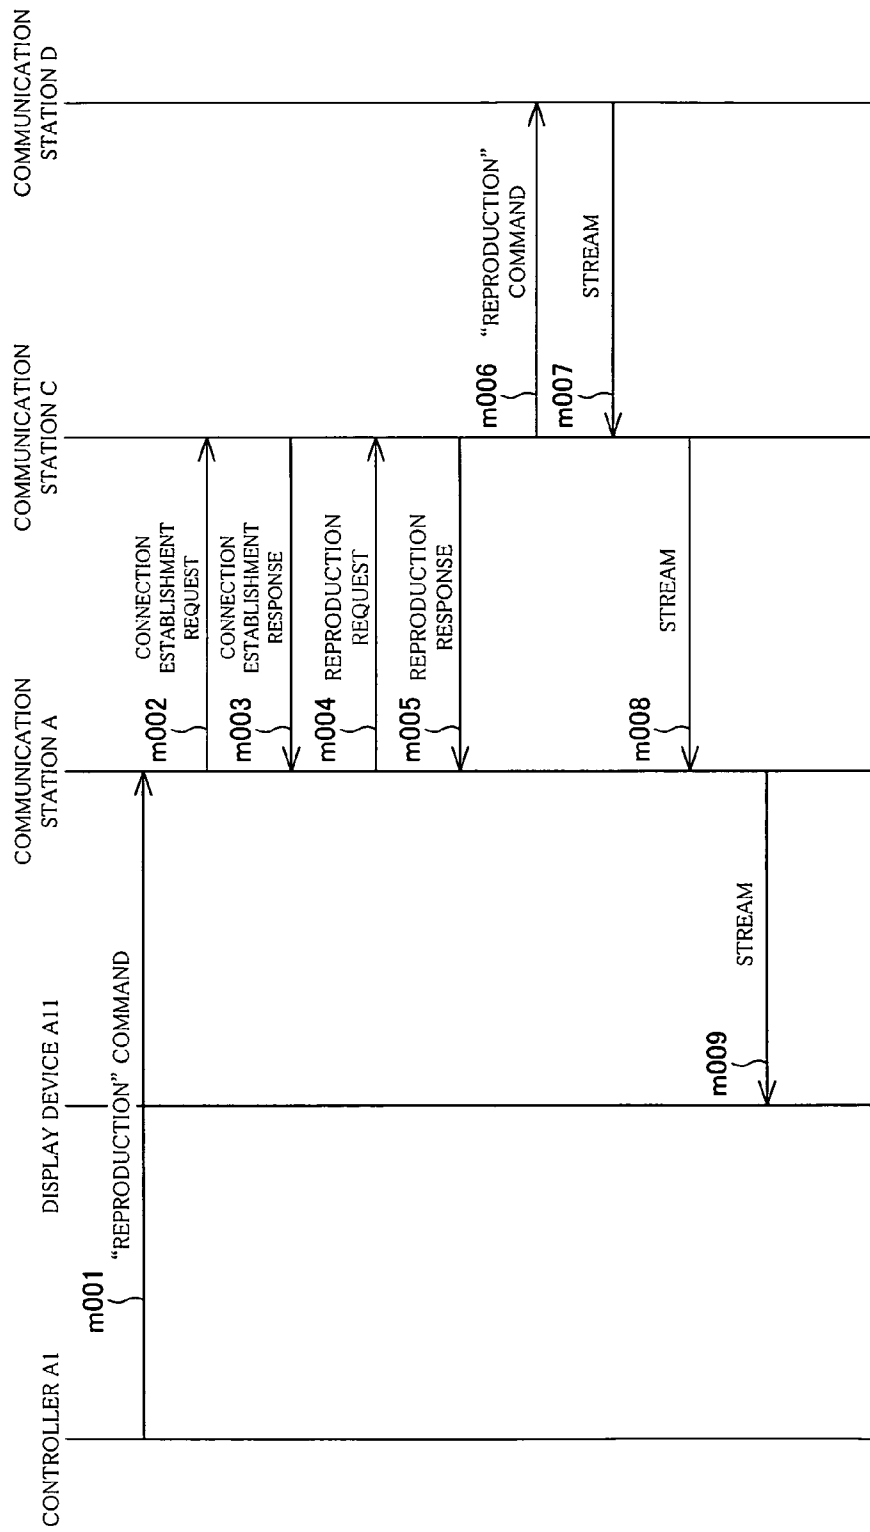 CONTROLLER A1
DISPLAY DEVICE A11
COMMUNICATION
STATION A
COMMUNICATION
STATION C
COMMUNICATION
STATION D
m001
“REPRODUCTION” COMMAND
m002
CONNECTION
ESTABLISHMENT
REQUEST
m003
CONNECTION
ESTABLISHMENT
RESPONSE
m004
REPRODUCTION
REQUEST
m005
REPRODUCTION
RESPONSE
m006
“REPRODUCTION”
COMMAND
m007
STREAM
m008
STREAM
m009
STREAM